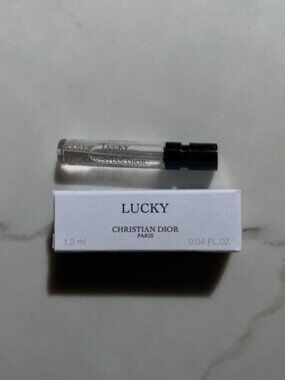 LUCKY
CHRISTIAN DIOR
LUCKY
CHRISTIAN DIOR
PARIS
1.2 ml 0.04 FL.OZ